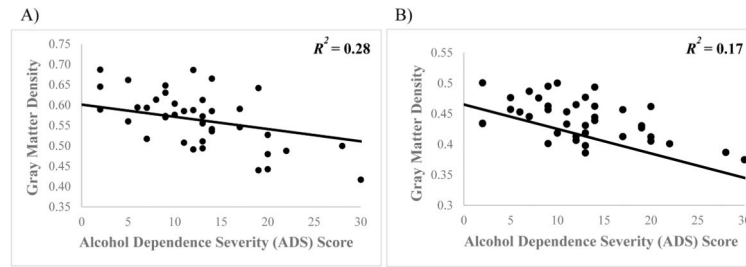 A)
R² = 0.28
Gray Matter Density
0.75
0.70
0.65
0.60
0.55
0.50
0.45
0.40
0.35
0 5 10 15 20 25 30
Alcohol Dependence Severity (ADS) Score
B)
R² = 0.17
Gray Matter Density
0.55
0.5
0.45
0.4
0.35
0.3
0 5 10 15 20 25 30
Alcohol Dependence Severity (ADS) Score